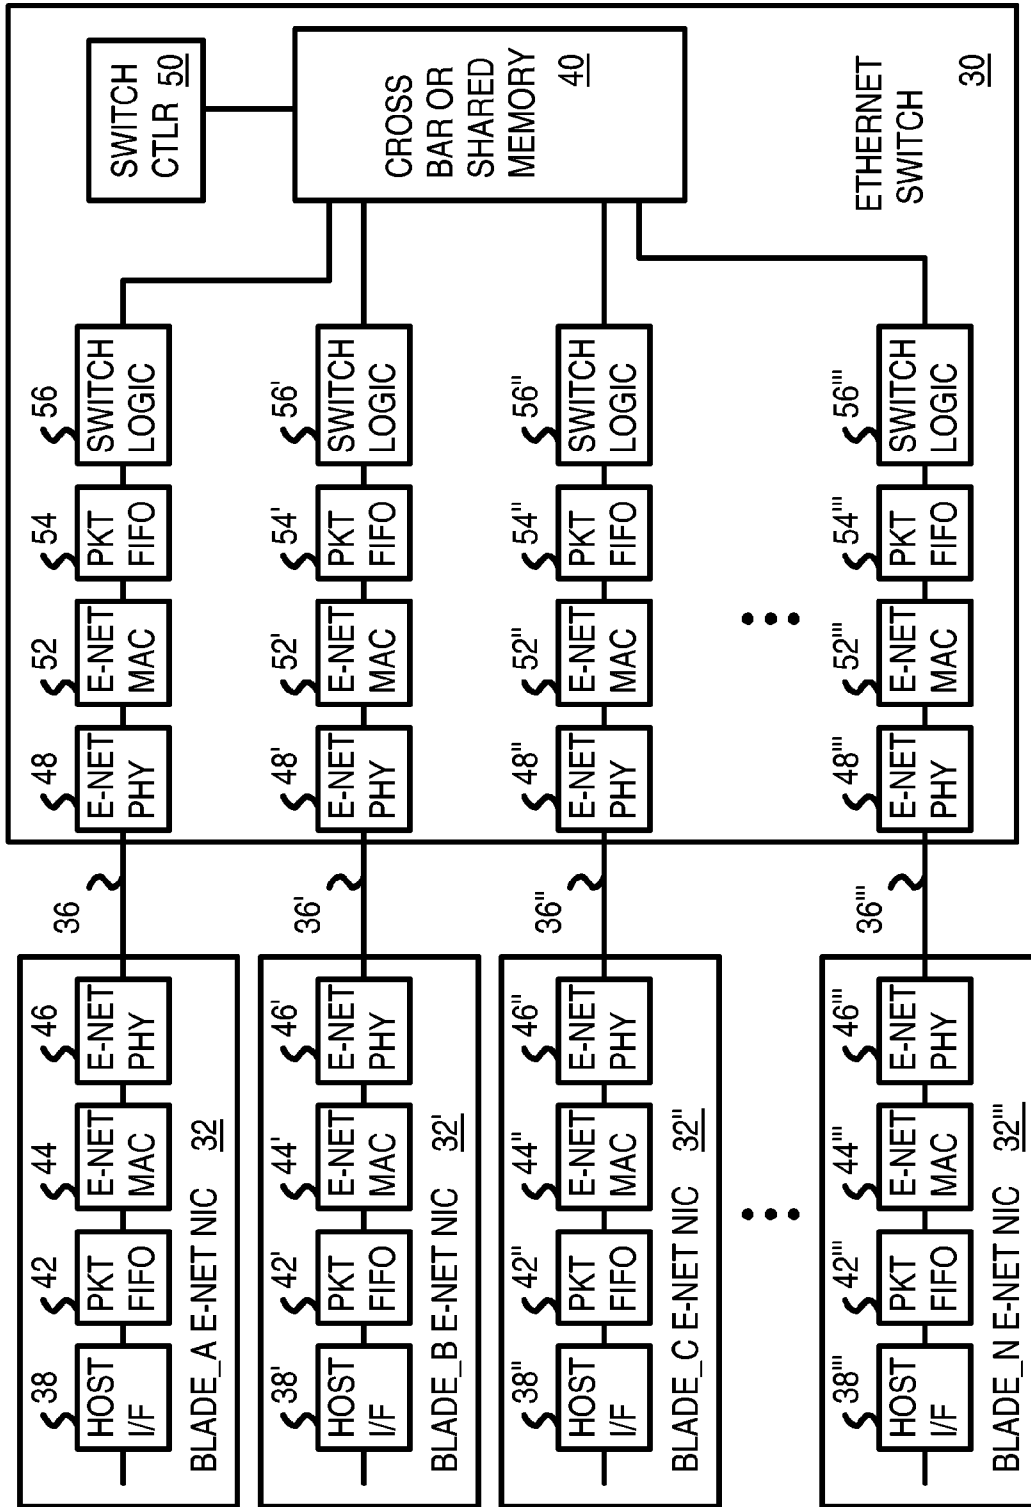 38 42 44 46 36 48 52 54 56
HOST PKT E-NET E-NET E-NET E-NET PKT SWITCH SWITCH
I/F FIFO MAC PHY PHY MAC FIFO LOGIC CTLR 50
BLADE_A E-NET NIC 32
38' 42' 44' 46' 36' 48' 52' 54' 56'
HOST PKT E-NET E-NET E-NET E-NET PKT SWITCH
I/F FIFO MAC PHY PHY MAC FIFO LOGIC
BLADE_B E-NET NIC 32'
CROSS
BAR OR
SHARED
MEMORY
40
38'' 42'' 44'' 46'' 36'' 48'' 52'' 54'' 56''
HOST PKT E-NET E-NET E-NET E-NET PKT SWITCH
I/F FIFO MAC PHY PHY MAC FIFO LOGIC
BLADE_C E-NET NIC 32''
38''' 42''' 44''' 46''' 36''' 48''' 52''' 54''' 56'''
HOST PKT E-NET E-NET E-NET E-NET PKT SWITCH
I/F FIFO MAC PHY PHY MAC FIFO LOGIC
BLADE_N E-NET NIC 32'''
ETHERNET
SWITCH
30